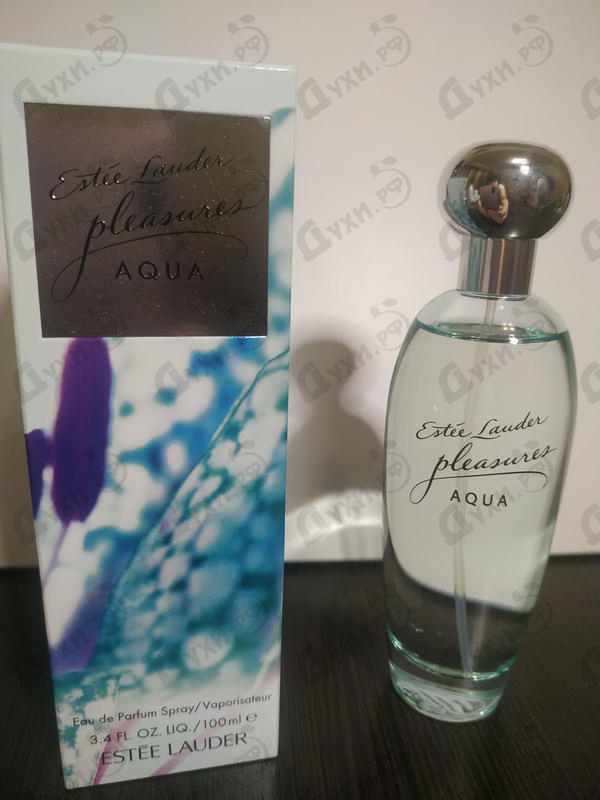 Estée Lauder
pleasures
AQUA
Eau de Parfum Spray/Vaporisateur
3.4 FL. OZ. LIQ./100ml ℮
ESTĒE LAUDER
Estée Lauder
pleasures
AQUA
Духи.РФ